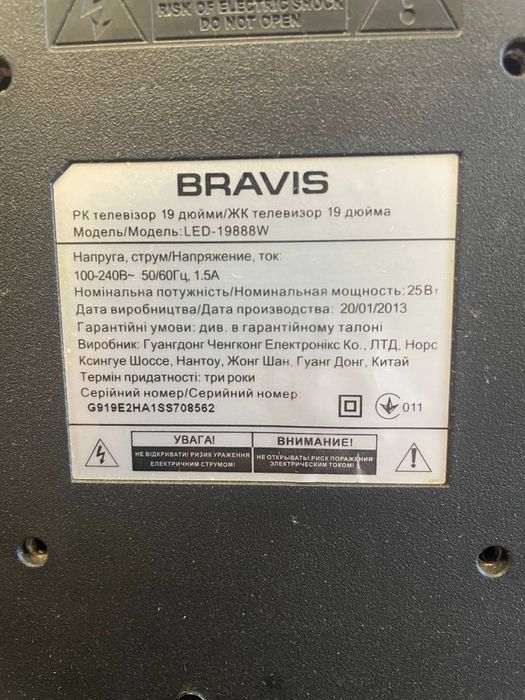 RISK OF ELECTRIC SHOCK
DO NOT OPEN
BRAVIS
РК телевізор 19 дюйми/ЖК телевизор 19 дюйма
Модель/Модель:LED-19888W
Напруга, струм/Напряжение, ток:
100-240В~ 50/60Гц, 1.5А
Номінальна потужність/Номинальная мощность:25Вт
Дата виробництва/Дата производства: 20/01/2013
Гарантійні умови: див. в гарантійному талоні
Виробник: Гуангдонг Ченгконг Електронікс Ко., ЛТД, Норс
Ксингуе Шоссе, Нантоу, Жонг Шан, Гуанг Донг, Китай
Термін придатності: три роки
Серійний номер/Серийный номер:
G919E2HA1SS708562
011
УВАГА! ВНИМАНИЕ!
НЕ ВІДКРИВАТИ! РИЗИК УРАЖЕННЯ НЕ ОТКРЫВАТЬ! РИСК ПОРАЖЕНИЯ
ЕЛЕКТРИЧНИМ СТРУМОМ! ЭЛЕКТРИЧЕСКИМ ТОКОМ!